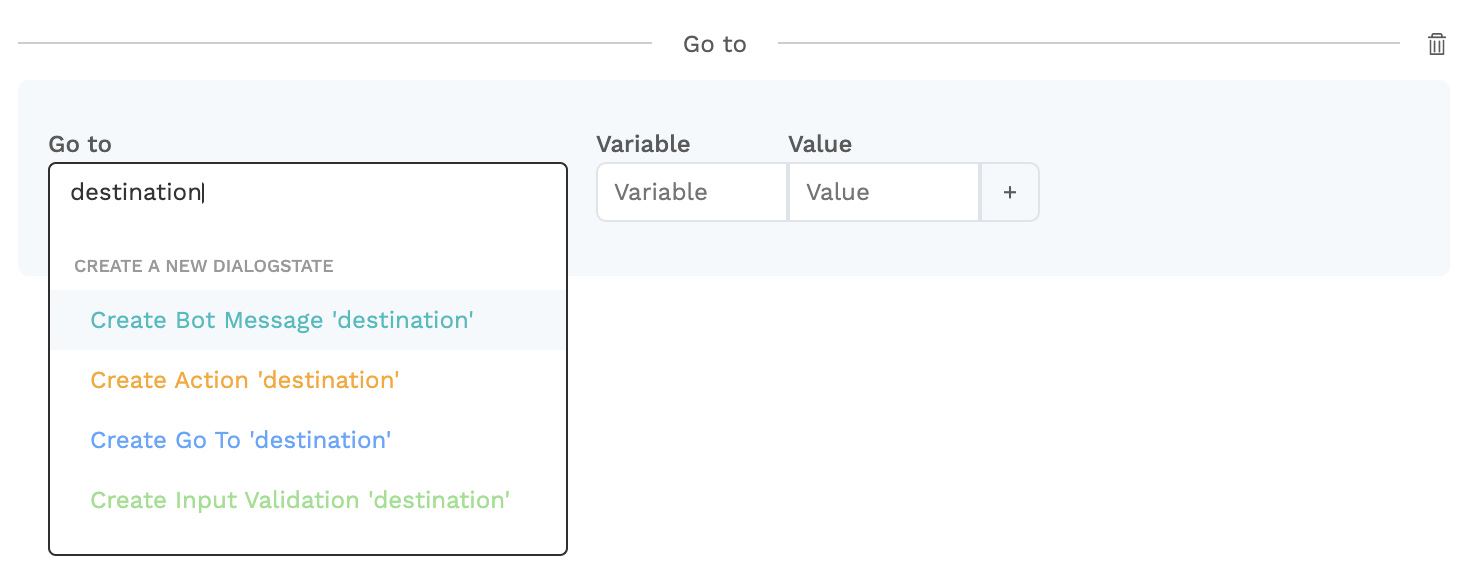 Go to
Go to
Variable
Value
destination
Variable
Value
+
CREATE A NEW DIALOGSTATE
Create Bot Message 'destination'
Create Action 'destination'
Create Go To 'destination'
Create Input Validation 'destination'